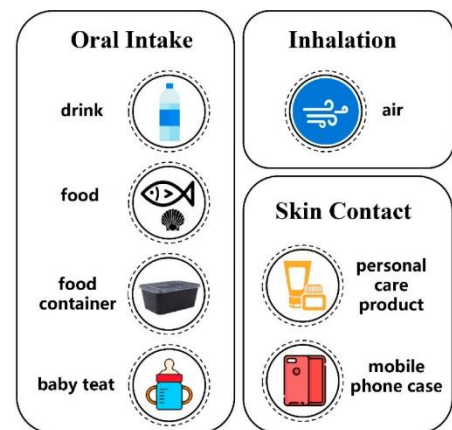 Oral Intake
drink
food
food
container
baby teat
Inhalation
air
Skin Contact
personal
care
product
mobile
phone case